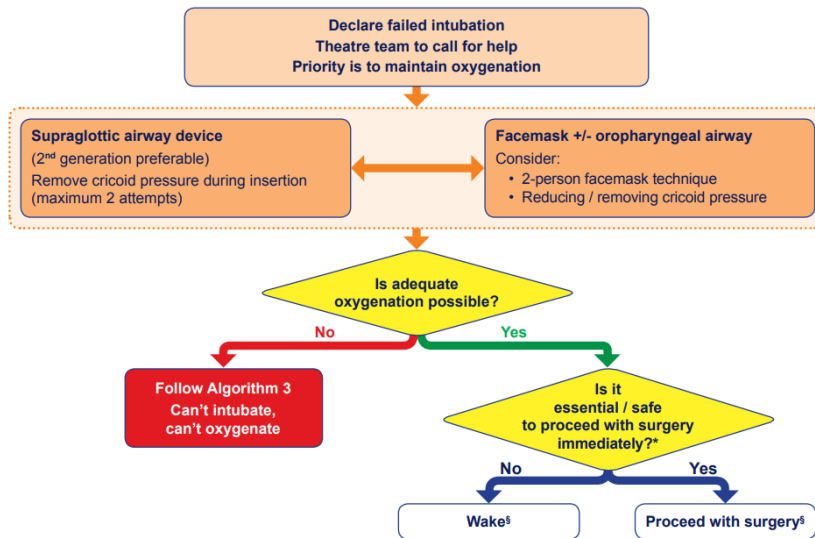 Declare failed intubation
Theatre team to call for help
Priority is to maintain oxygenation
Supraglottic airway device
(2nd generation preferable)
Remove cricoid pressure during insertion
(maximum 2 attempts)
Facemask +/- oropharyngeal airway
Consider:
• 2-person facemask technique
• Reducing / removing cricoid pressure
Is adequate
oxygenation possible?
No
Yes
Follow Algorithm 3
Can’t intubate,
can’t oxygenate
Is it
essential / safe
to proceed with surgery
immediately?*
No
Yes
Wake§
Proceed with surgery§